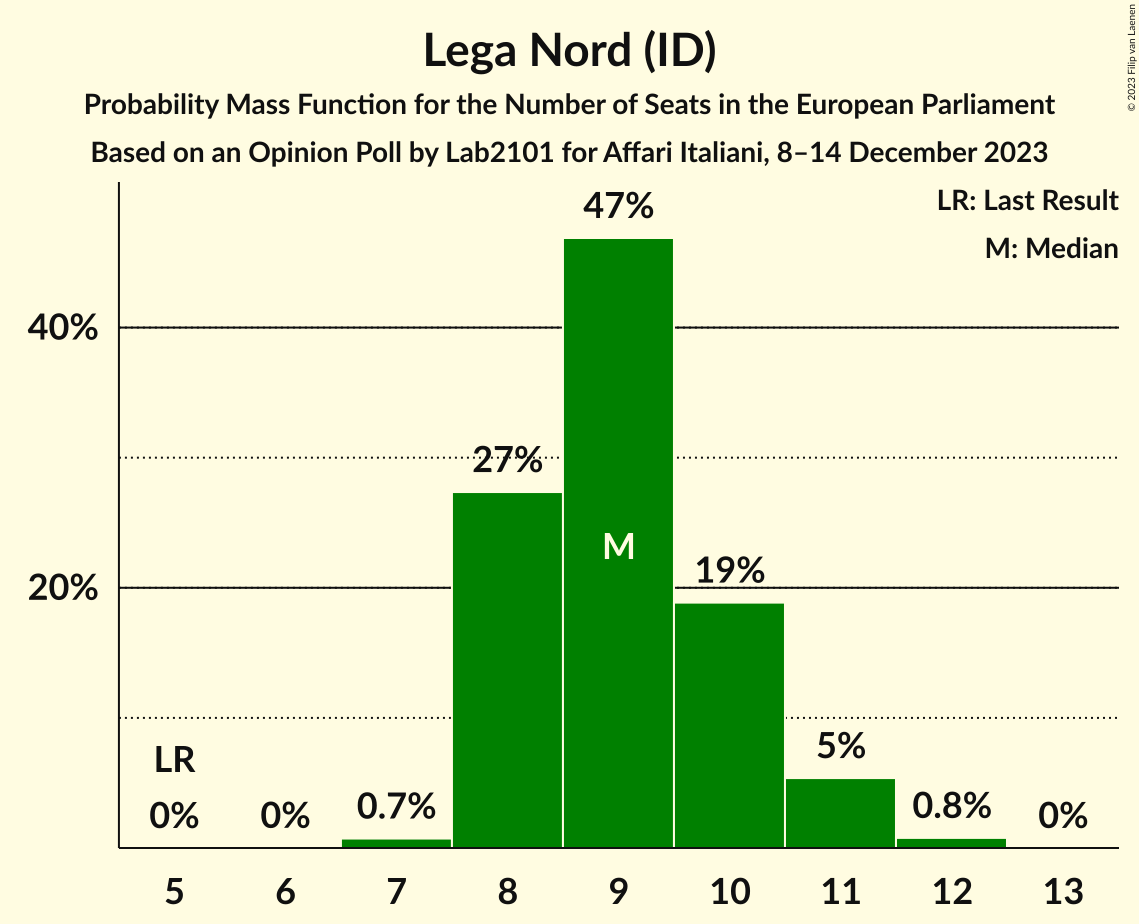 Lega Nord (ID)
Probability Mass Function for the Number of Seats in the European Parliament
Based on an Opinion Poll by Lab2101 for Affari Italiani, 8–14 December 2023
© 2023 Filip van Laenen
LR: Last Result
M: Median
47%
40%
27%
M
19%
20%
LR
5%
0%
0%
0.7%
0.8%
0%
5
6
7
8
9
10
11
12
13